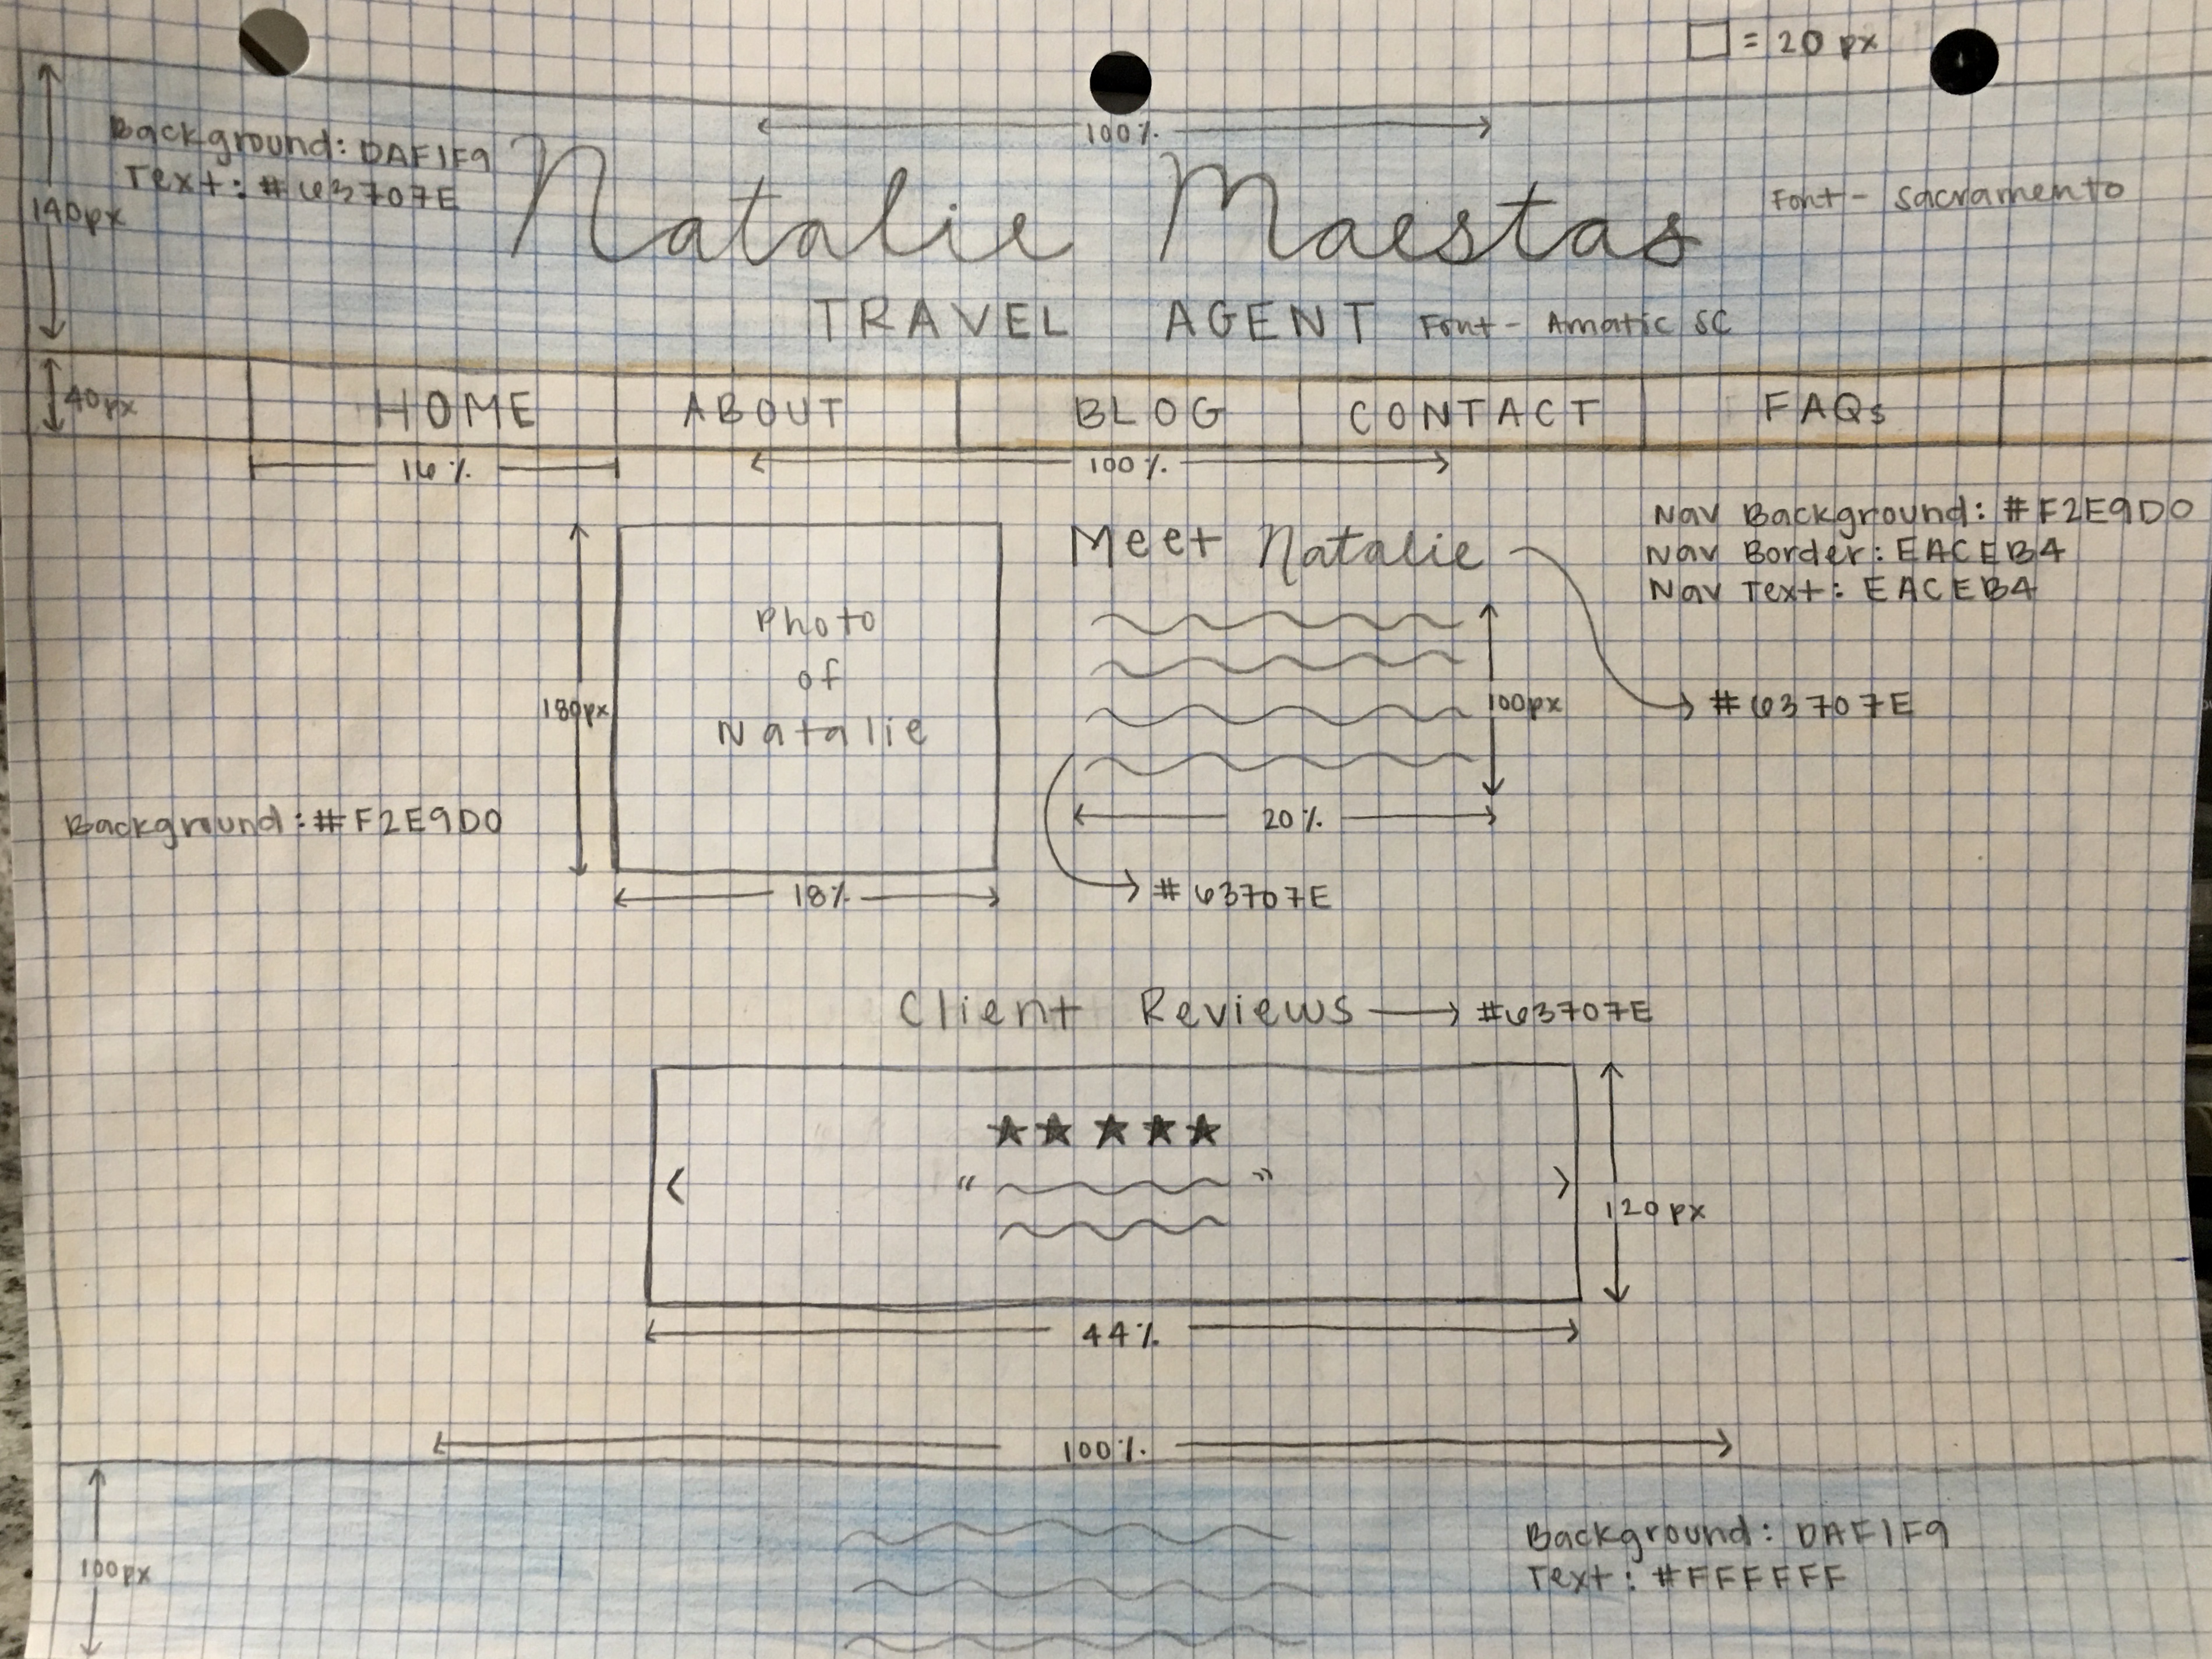 □ = 20 px
100%
Background: DAF1F9
Text: #63707E
Natalie Maestas
Font - Sacramento
140px
TRAVEL AGENT
Font - Amatic SC
40px
HOME
ABOUT
BLOG
CONTACT
FAQs
16%
100%
Nav Background: #F2E9D0
Nav Border: EACEB4
Nav Text: EACEB4
Meet Natalie
#63707E
Photo
of
Natalie
180px
100px
20%
Background: #F2E9D0
18%
#63707E
Client Reviews
#63707E
★★★★★
<
“ ”
>
120px
44%
100%
Background: DAF1F9
Text: #FFFFFF
100px